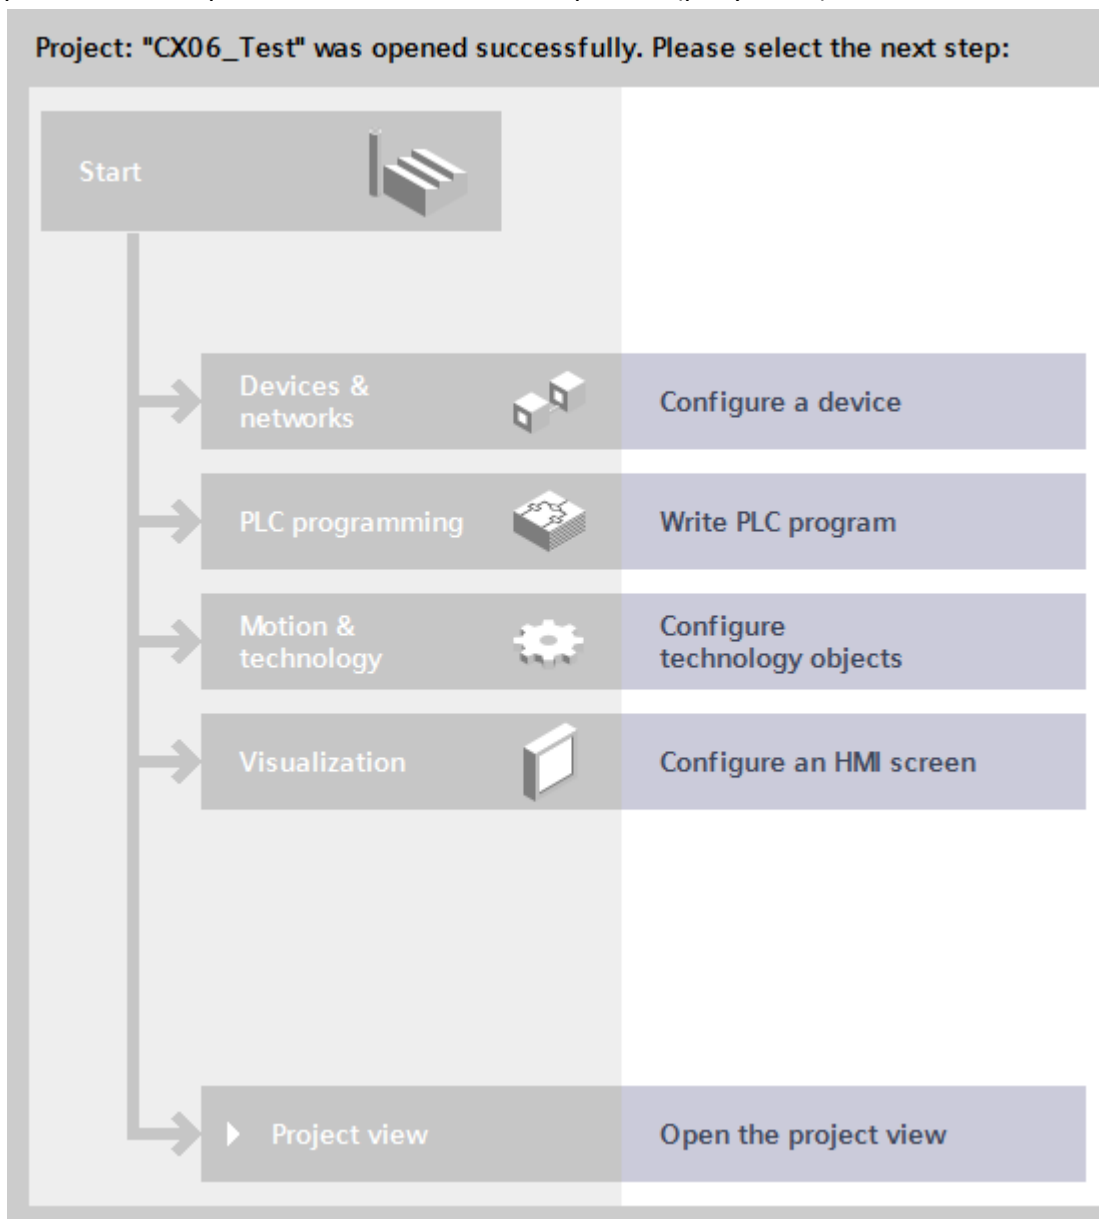 Project: "CX06_Test" was opened successfully. Please select the next step:
Start
Devices &
networks
Configure a device
PLC programming
Write PLC program
Motion &
technology
Configure
technology objects
Visualization
Configure an HMI screen
Project view
Open the project view